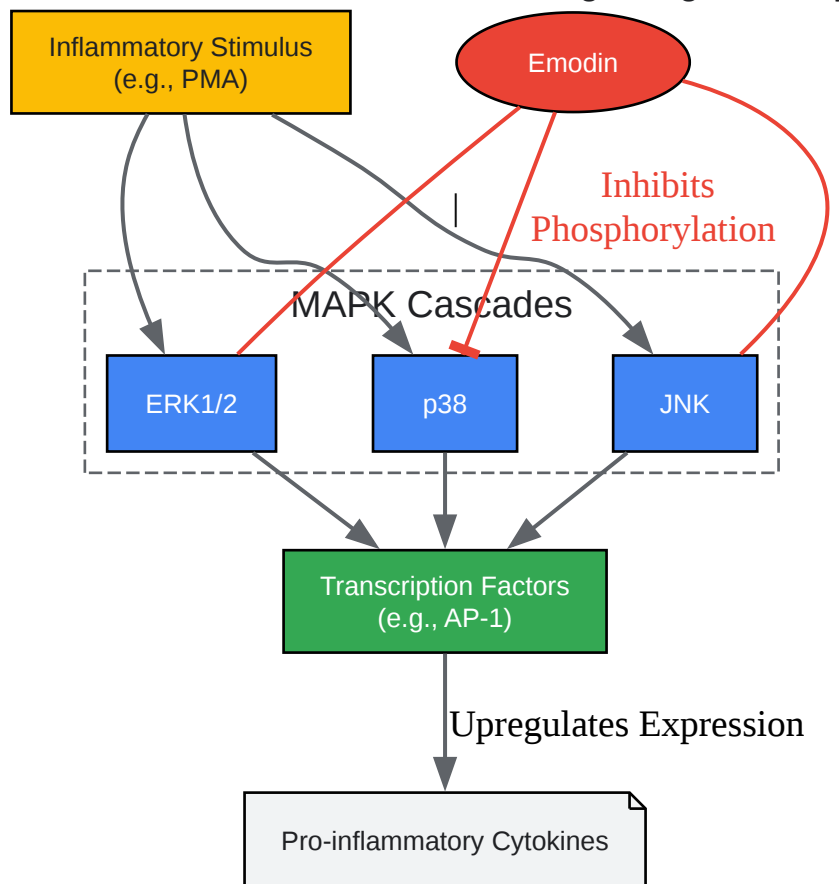 Inflammatory Stimulus
(e.g., PMA)
Emodin
|
Inhibits
Phosphorylation
MAPK Cascades
ERK1/2
p38
JNK
Transcription Factors
(e.g., AP-1)
Upregulates Expression
Pro-inflammatory Cytokines